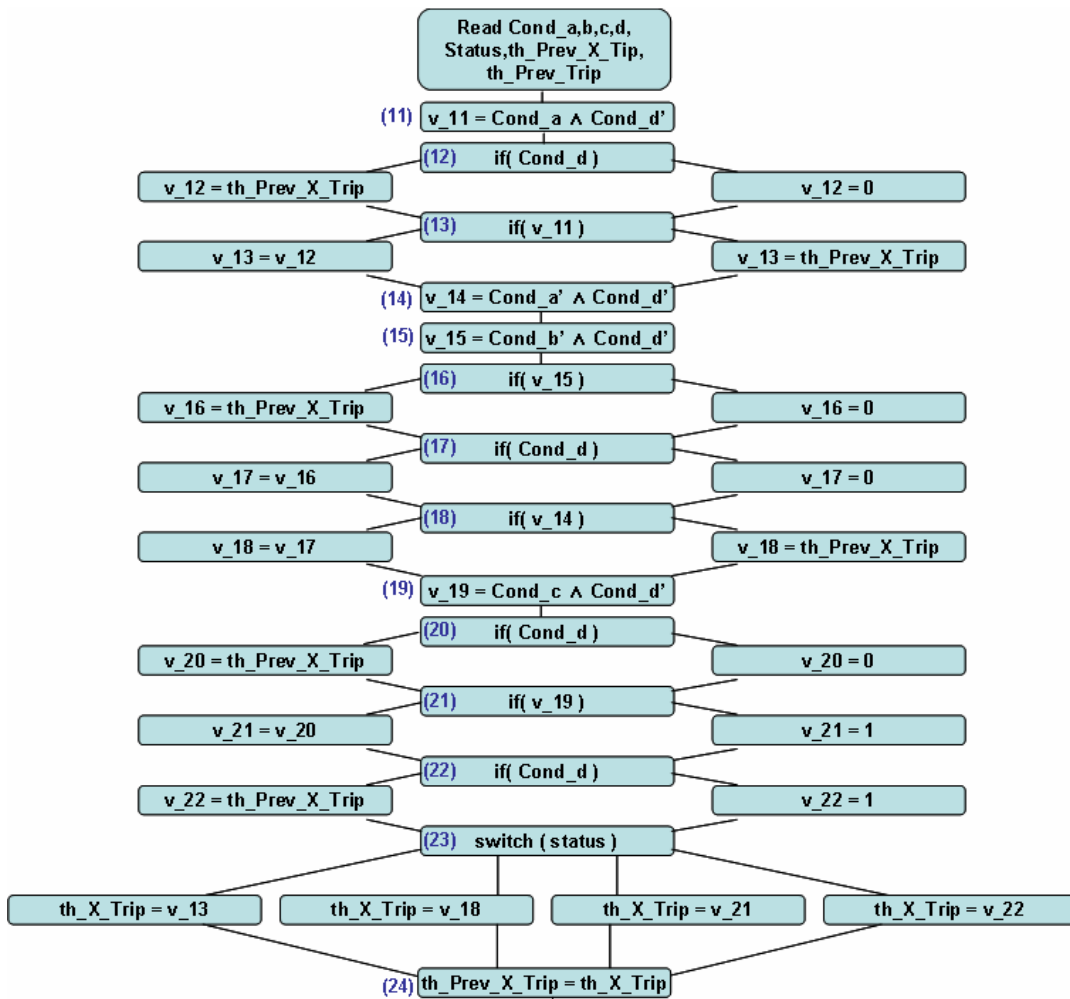 Read Cond_a,b,c,d,
Status,th_Prev_X_Tip,
th_Prev_Trip
(11) v_11 = Cond_a ∧ Cond_d’
(12) if( Cond_d )
v_12 = th_Prev_X_Trip
v_12 = 0
(13) if( v_11 )
v_13 = v_12
v_13 = th_Prev_X_Trip
(14) v_14 = Cond_a’ ∧ Cond_d’
(15) v_15 = Cond_b’ ∧ Cond_d’
(16) if( v_15 )
v_16 = th_Prev_X_Trip
v_16 = 0
(17) if( Cond_d )
v_17 = v_16
v_17 = 0
(18) if( v_14 )
v_18 = v_17
v_18 = th_Prev_X_Trip
(19) v_19 = Cond_c ∧ Cond_d’
(20) if( Cond_d )
v_20 = th_Prev_X_Trip
v_20 = 0
(21) if( v_19 )
v_21 = v_20
v_21 = 1
(22) if( Cond_d )
v_22 = th_Prev_X_Trip
v_22 = 1
(23) switch ( status )
th_X_Trip = v_13
th_X_Trip = v_18
th_X_Trip = v_21
th_X_Trip = v_22
(24) th_Prev_X_Trip = th_X_Trip